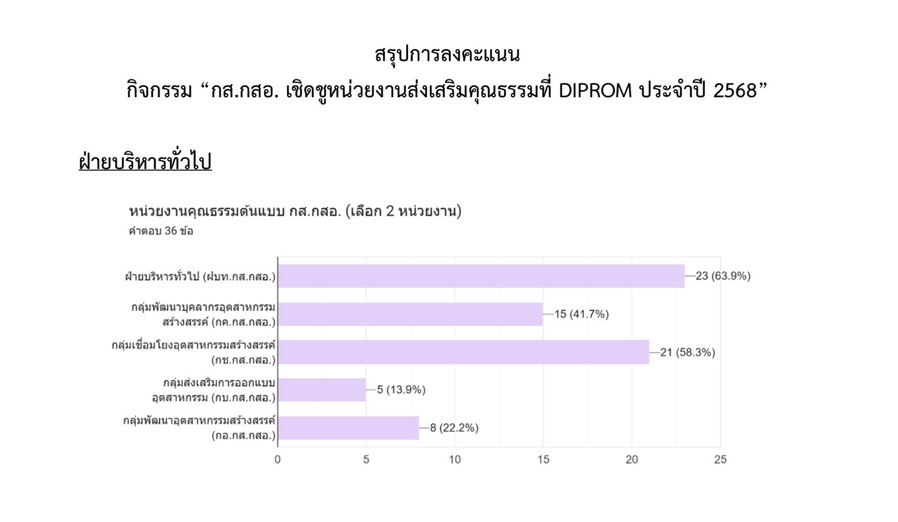 สรุปการลงคะแนน
กิจกรรม “กส.กสอ. เชิดชูหน่วยงานส่งเสริมคุณธรรมที่ DIPROM ประจำปี 2568”
ฝ่ายบริหารทั่วไป
หน่วยงานคุณธรรมต้นแบบ กส.กสอ. (เลือก 2 หน่วยงาน)
คำตอบ 36 ข้อ
ฝ่ายบริหารทั่วไป (ฝบท.กส.กสอ.)
23 (63.9%)
กลุ่มพัฒนาบุคลากรอุตสาหกรรม
สร้างสรรค์ (กค.กส.กสอ.)
15 (41.7%)
กลุ่มเชื่อมโยงอุตสาหกรรมสร้างสรรค์
(กช.กส.กสอ.)
21 (58.3%)
กลุ่มส่งเสริมการออกแบบ
อุตสาหกรรม (กบ.กส.กสอ.)
5 (13.9%)
กลุ่มพัฒนาอุตสาหกรรมสร้างสรรค์
(กอ.กส.กสอ.)
8 (22.2%)
0 5 10 15 20 25